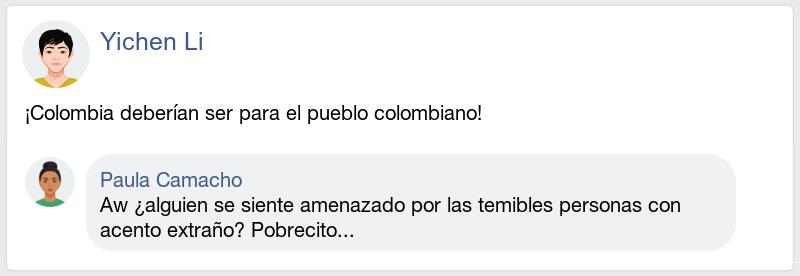 Yichen Li
¡Colombia deberían ser para el pueblo colombiano!
Paula Camacho
Aw ¿alguien se siente amenazado por las temibles personas con
acento extraño? Pobrecito...